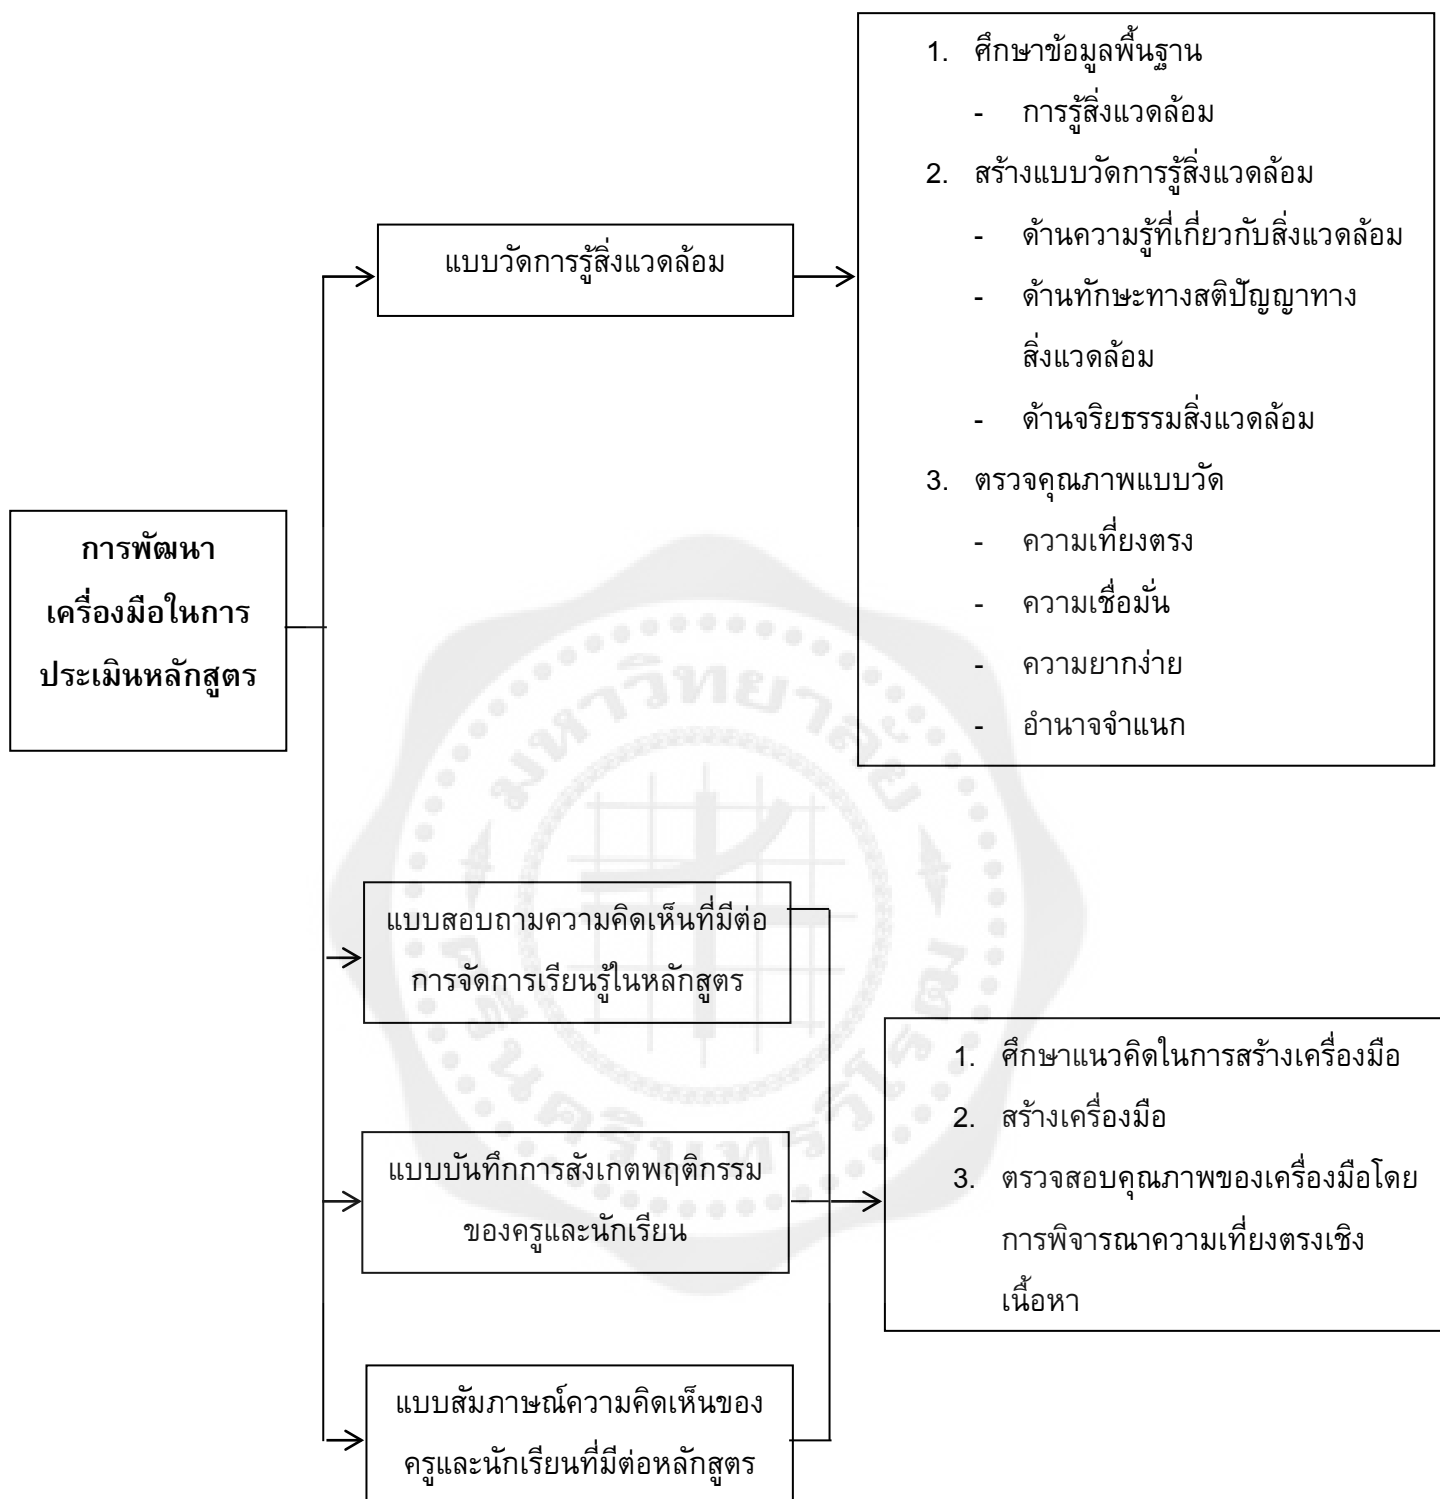 1. ศึกษาข้อมูลพื้นฐาน
- การรู้สิ่งแวดล้อม
2. สร้างแบบวัดการรู้สิ่งแวดล้อม
- ด้านความรู้ที่เกี่ยวกับสิ่งแวดล้อม
- ด้านทักษะทางสติปัญญาทาง
สิ่งแวดล้อม
- ด้านจริยธรรมสิ่งแวดล้อม
3. ตรวจคุณภาพแบบวัด
- ความเที่ยงตรง
- ความเชื่อมั่น
- ความยากง่าย
- อำนาจจำแนก
แบบวัดการรู้สิ่งแวดล้อม
การพัฒนา
เครื่องมือในการ
ประเมินหลักสูตร
แบบสอบถามความคิดเห็นที่มีต่อ
การจัดการเรียนรู้ในหลักสูตร
แบบบันทึกการสังเกตพฤติกรรม
ของครูและนักเรียน
แบบสัมภาษณ์ความคิดเห็นของ
ครูและนักเรียนที่มีต่อหลักสูตร
1. ศึกษาแนวคิดในการสร้างเครื่องมือ
2. สร้างเครื่องมือ
3. ตรวจสอบคุณภาพของเครื่องมือโดย
การพิจารณาความเที่ยงตรงเชิง
เนื้อหา
มหาวิทยาลัย
ศรีนครินทรวิโรฒ